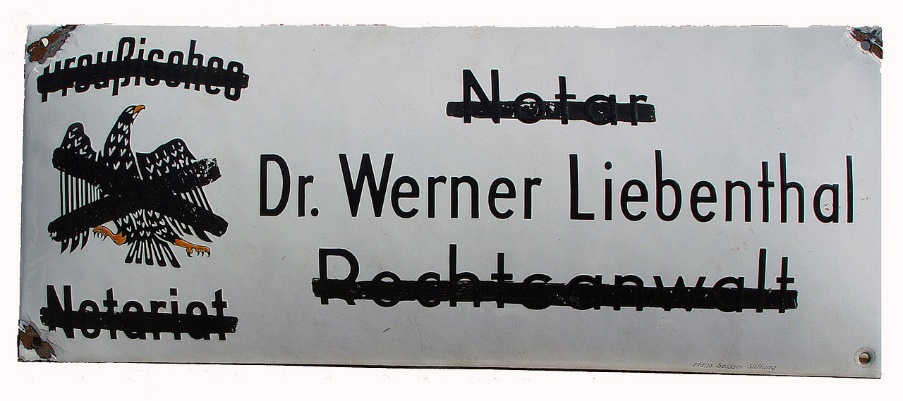 preußisches
Notariat
Notar
Dr. Werner Liebenthal
Rechtsanwalt